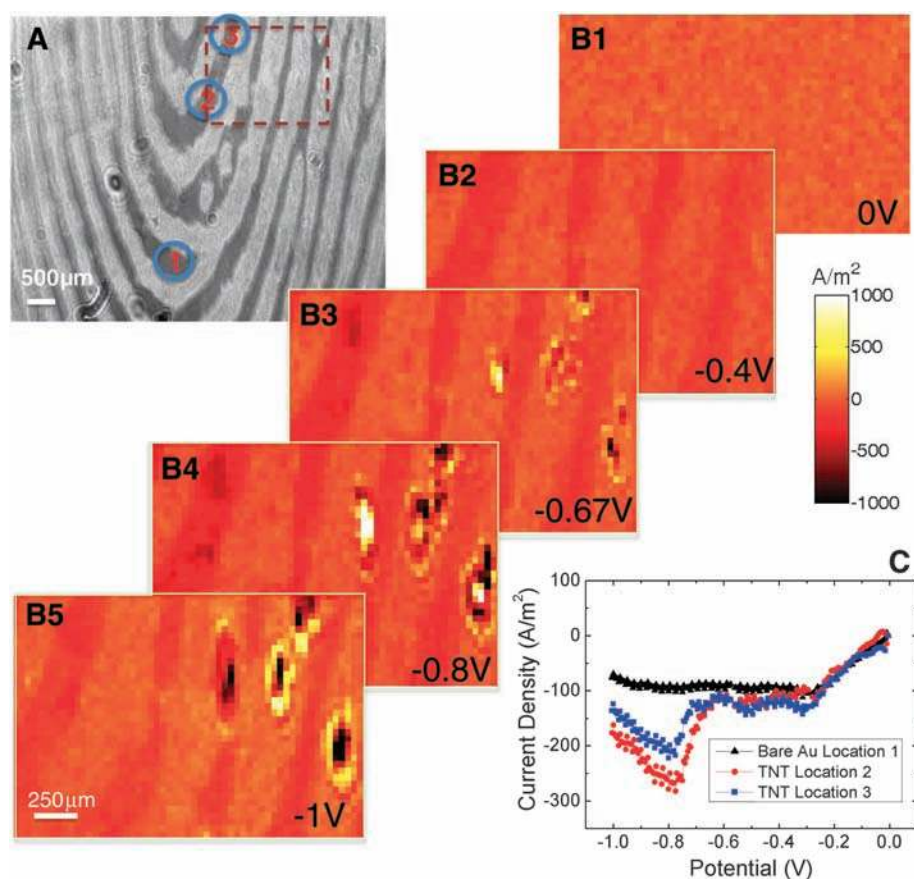 A
3
2
1
500μm
B1
0V
B2
-0.4V
B3
-0.67V
B4
-0.8V
B5
250μm
-1V
A/m²
1000
500
0
-500
-1000
C
Current Density (A/m²)
100
0
-100
-200
-300
Bare Au Location 1
TNT Location 2
TNT Location 3
-1.0 -0.8 -0.6 -0.4 -0.2 0.0
Potential (V)